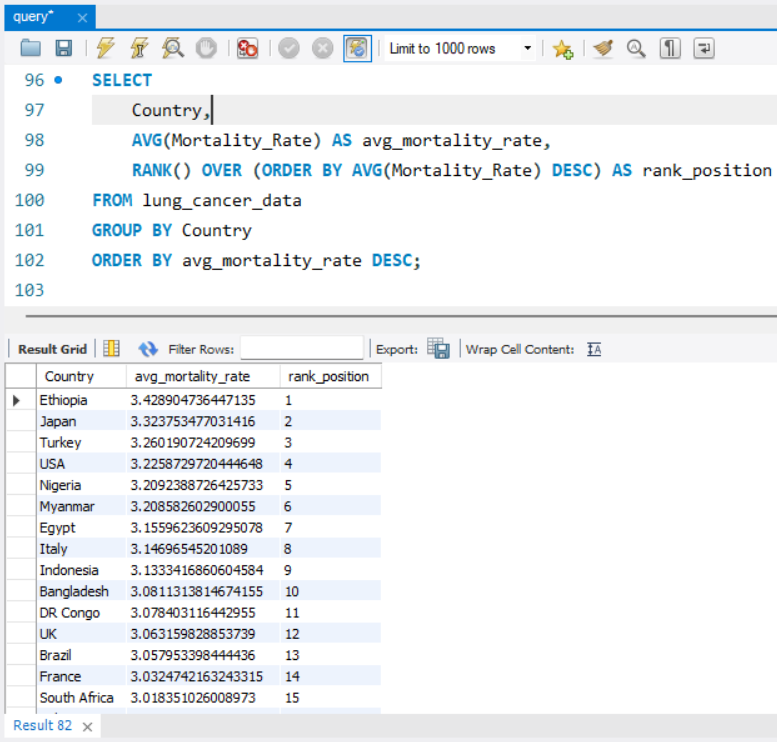 query*
Limit to 1000 rows
96 SELECT
97 Country,
98 AVG(Mortality_Rate) AS avg_mortality_rate,
99 RANK() OVER (ORDER BY AVG(Mortality_Rate) DESC) AS rank_position
100 FROM lung_cancer_data
101 GROUP BY Country
102 ORDER BY avg_mortality_rate DESC;
103
Result Grid Filter Rows: Export: Wrap Cell Content: IA
Country avg_mortality_rate rank_position
Ethiopia 3.428904736447135 1
Japan 3.323753477031416 2
Turkey 3.260190724209699 3
USA 3.2258729720444648 4
Nigeria 3.2092388726425733 5
Myanmar 3.208582602900055 6
Egypt 3.1559623609295078 7
Italy 3.14696545201089 8
Indonesia 3.1333416860604584 9
Bangladesh 3.0811313814674155 10
DR Congo 3.078403116442955 11
UK 3.063159828853739 12
Brazil 3.057953398444436 13
France 3.0324742163243315 14
South Africa 3.018351026008973 15
Result 82